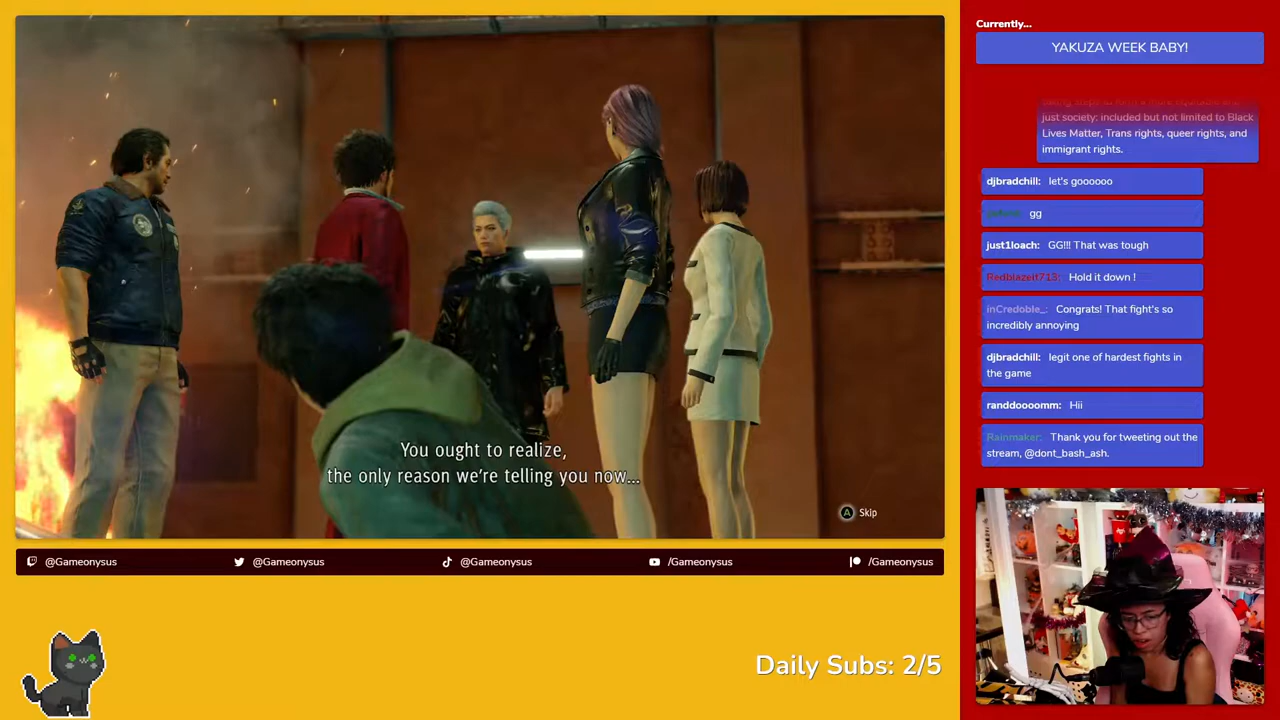 Currently...
YAKUZA WEEK BABY!
just society; included but not limited to Black
Lives Matter, Trans rights, queer rights, and
immigrant rights.
djbradchill: let's goooooo
gg
just1loach: GG!!! That was tough
Redblazeit713: Hold it down !
inCredoble_: Congrats! That fight's so
incredibly annoying
djbradchill: legit one of hardest fights in
the game
randdoooomm: Hii
Rainmaker: Thank you for tweeting out the
stream, @dont_bash_ash.
You ought to realize,
the only reason we're telling you now...
A Skip
@Gameonysus
@Gameonysus
@Gameonysus
/Gameonysus
/Gameonysus
Daily Subs: 2/5